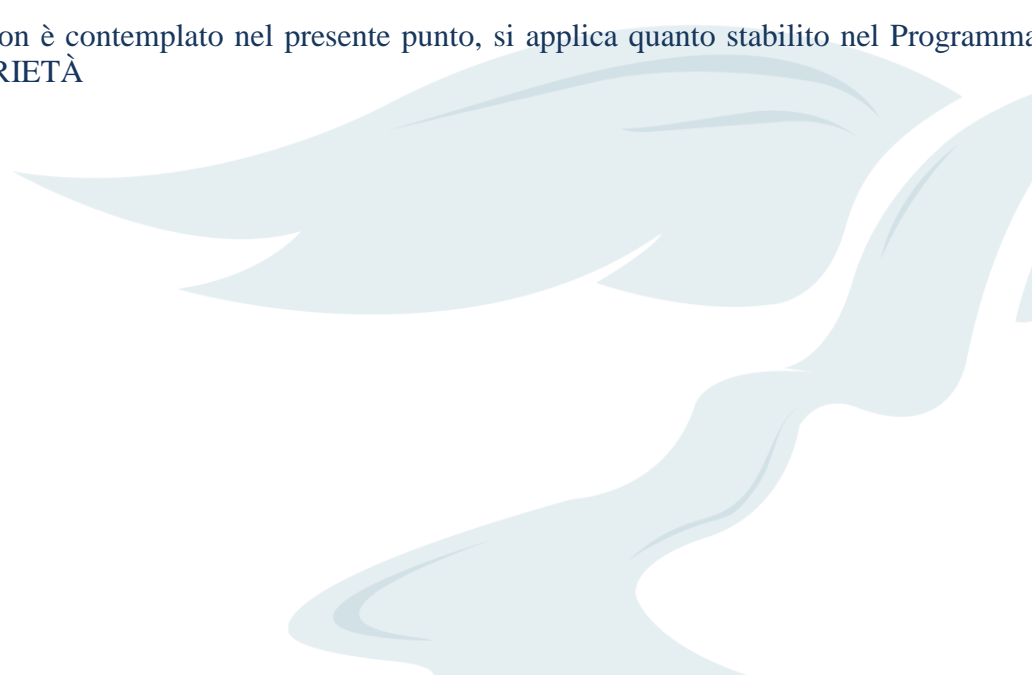 on è contemplato nel presente punto, si applica quanto stabilito nel Programma
RIETÀ